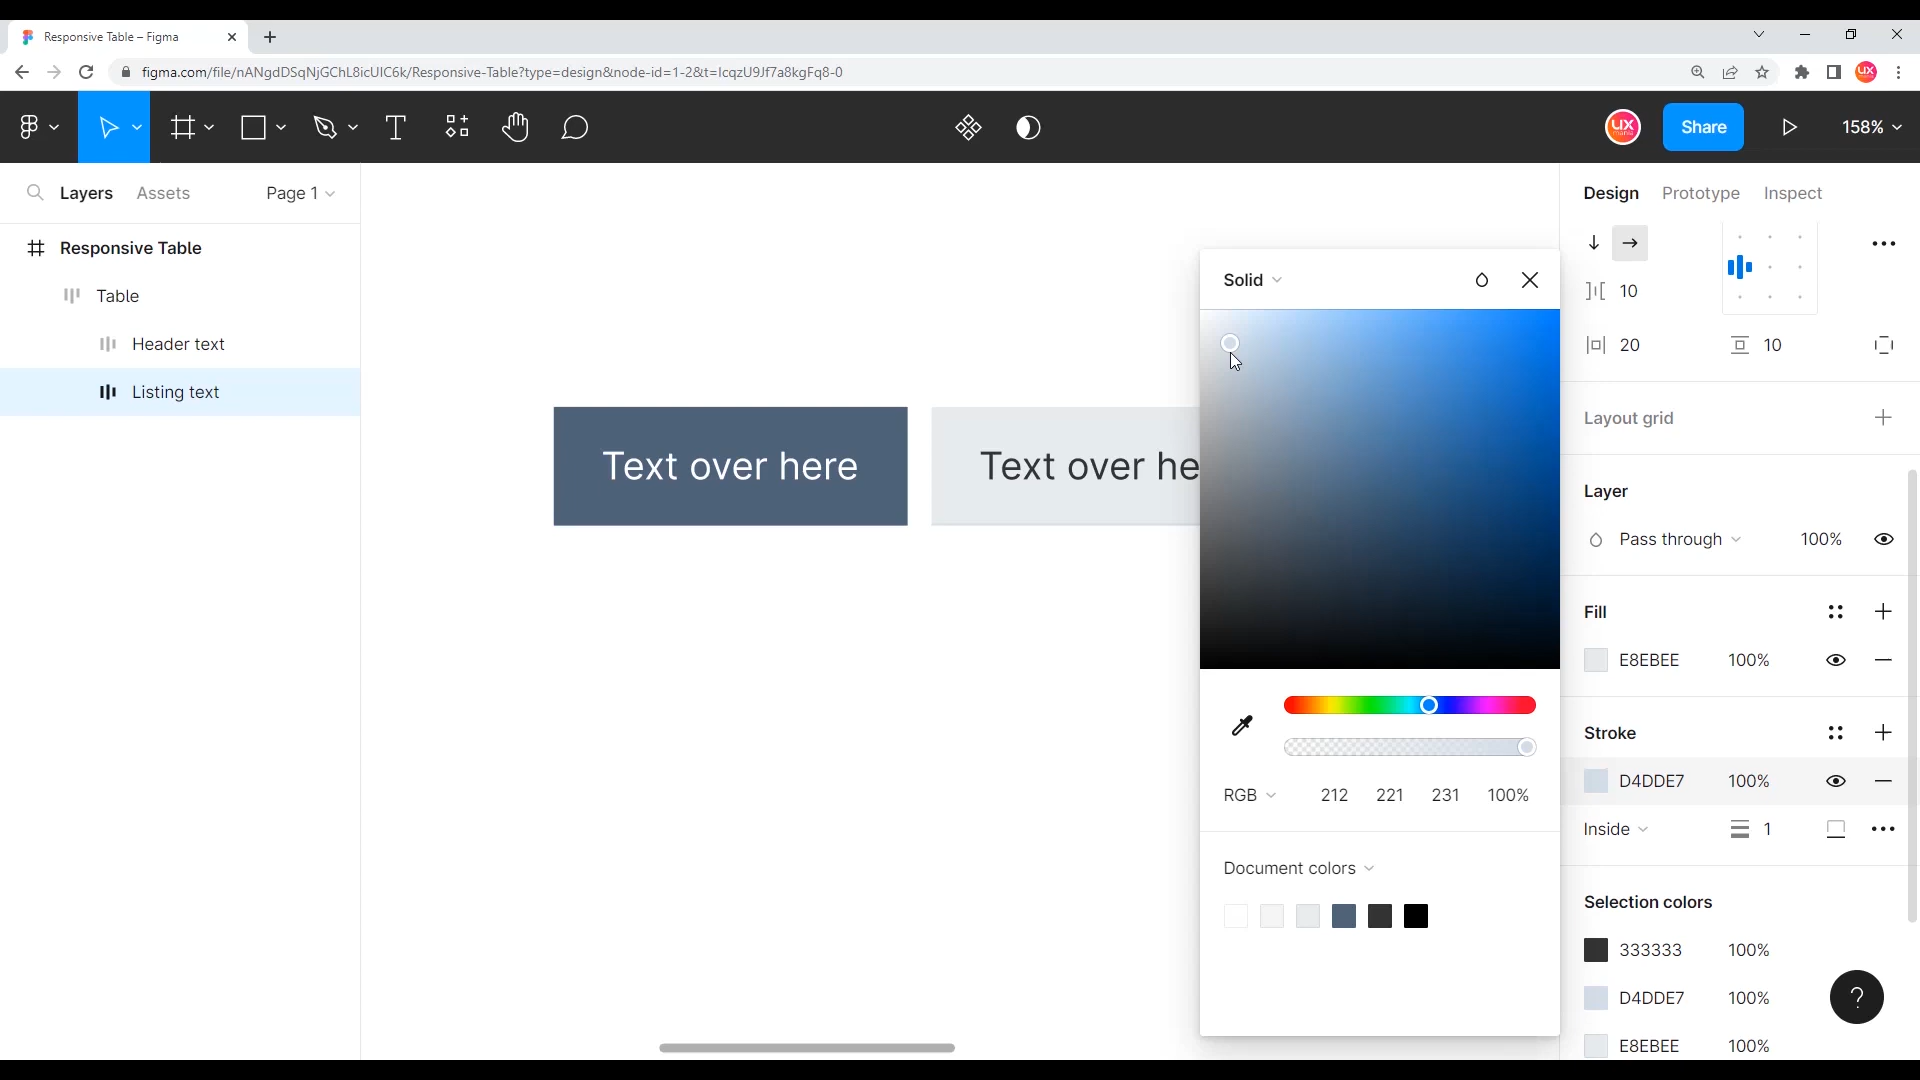 Responsive Table – Figma
figma.com/file/nANgdDSqNjGChL8icUIC6k/Responsive-Table?type=design&node-id=1-2&t=IcqzU9Jf7a8kgFq8-0
Share
158%
Layers Assets Page 1
Design Prototype Inspect
Responsive Table
Table
Header text
Listing text
Text over here
Text over he
Solid
RGB 212 221 231 100%
Document colors
10
20 10
Layout grid
Layer
Pass through 100%
Fill
E8EBEE 100%
Stroke
D4DDE7 100%
Inside 1
Selection colors
333333 100%
D4DDE7 100%
?
E8EBEE 100%